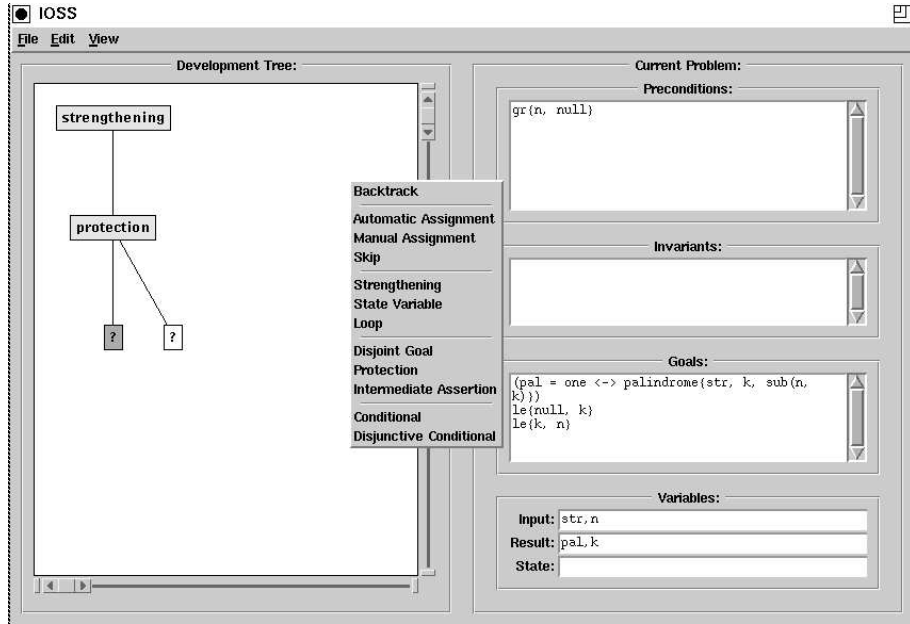 IOSS
File Edit View
Development Tree:
strengthening
protection
? ?
Backtrack
Automatic Assignment
Manual Assignment
Skip
Strengthening
State Variable
Loop
Disjoint Goal
Protection
Intermediate Assertion
Conditional
Disjunctive Conditional
Current Problem:
Preconditions:
gr{n, null}
Invariants:
Goals:
(pal = one <-> palindrome{str, k, sub(n,
k)})
le{null, k}
le{k, n}
Variables:
Input: str,n
Result: pal,k
State: